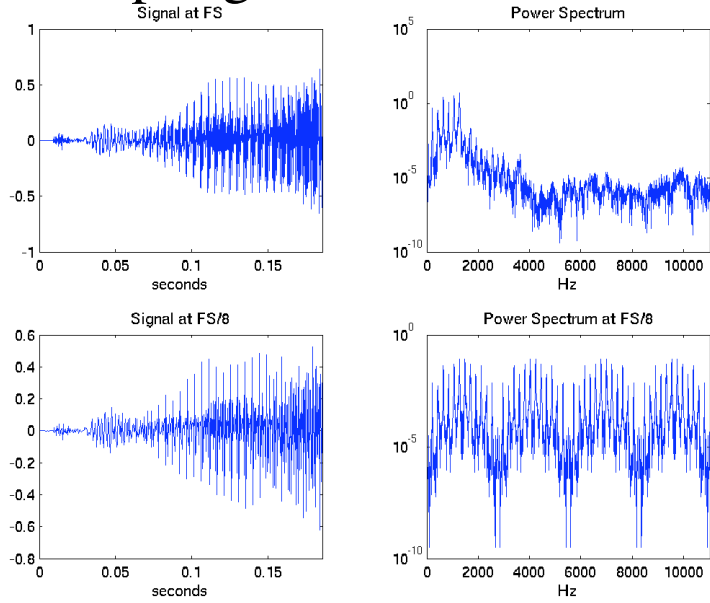 Signal at FS
1
0.5
0
-0.5
-1
0 0.05 0.1 0.15
seconds
Power Spectrum
10^5
10^0
10^-5
10^-10
0 2000 4000 6000 8000 10000
Hz
Signal at FS/8
0.6
0.4
0.2
0
-0.2
-0.4
-0.6
-0.8
0 0.05 0.1 0.15
seconds
Power Spectrum at FS/8
10^0
10^-5
10^-10
0 2000 4000 6000 8000 10000
Hz